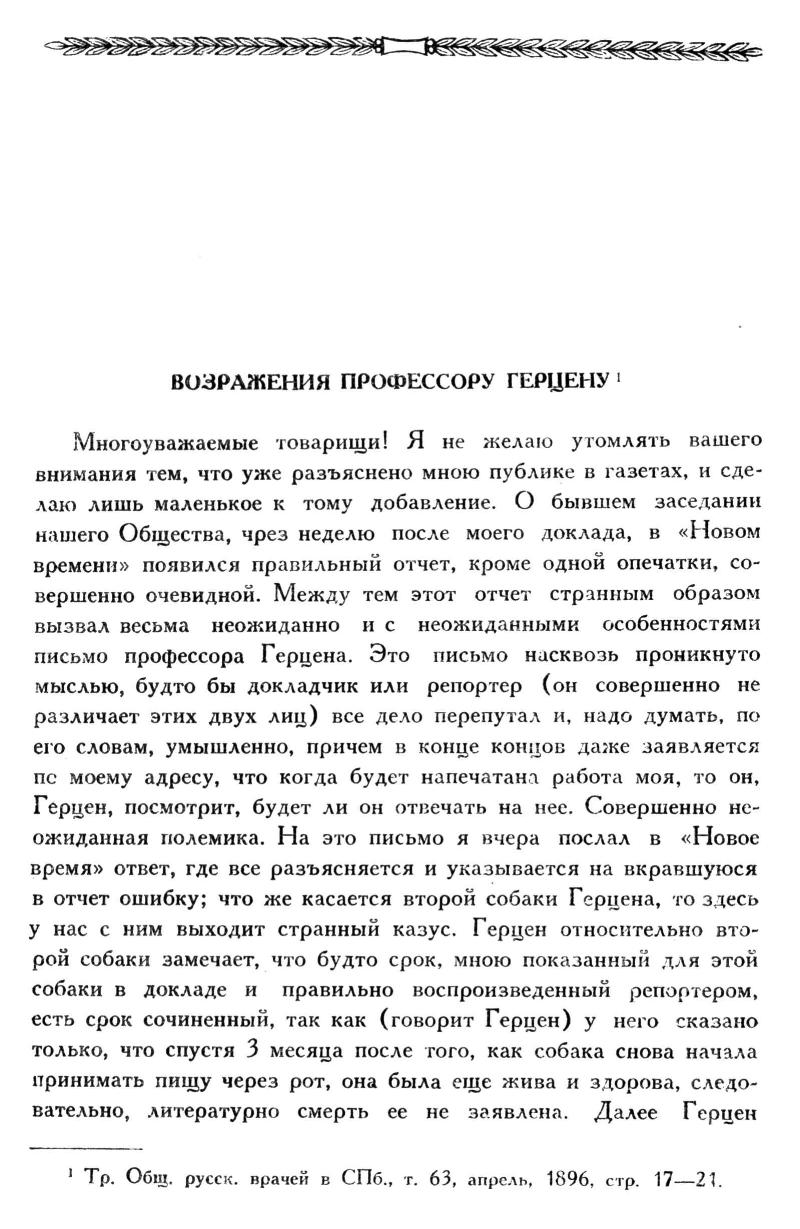 ВОЗРАЖЕНИЯ ПРОФЕССОРУ ГЕРЦЕНУ ¹
Многоуважаемые товарищи! Я не желаю утомлять вашего
внимания тем, что уже разъяснено мною публике в газетах, и сде-
лаю лишь маленькое к тому добавление. О бывшем заседании
нашего Общества, чрез неделю после моего доклада, в «Новом
времени» появился правильный отчет, кроме одной опечатки, со-
вершенно очевидной. Между тем этот отчет странным образом
вызвал весьма неожиданно и с неожиданными особенностями
письмо профессора Герцена. Это письмо насквозь проникнуто
мыслью, будто бы докладчик или репортер (он совершенно не
различает этих двух лиц) все дело перепутал и, надо думать, по
его словам, умышленно, причем в конце концов даже заявляется
по моему адресу, что когда будет напечатана работа моя, то он,
Герцен, посмотрит, будет ли он отвечать на нее. Совершенно не-
ожиданная полемика. На это письмо я вчера послал в «Новое
время» ответ, где все разъясняется и указывается на вкравшуюся
в отчет ошибку; что же касается второй собаки Герцена, то здесь
у нас с ним выходит странный казус. Герцен относительно вто-
рой собаки замечает, что будто срок, мною показанный для этой
собаки в докладе и правильно воспроизведенный репортером,
есть срок сочиненный, так как (говорит Герцен) у него сказано
только, что спустя 3 месяца после того, как собака снова начала
принимать пищу через рот, она была еще жива и здорова, следо-
вательно, литературно смерть ее не заявлена. Далее Герцен
¹ Тр. Общ. русск. врачей в СПб., т. 63, апрель, 1896, стр. 17—21.